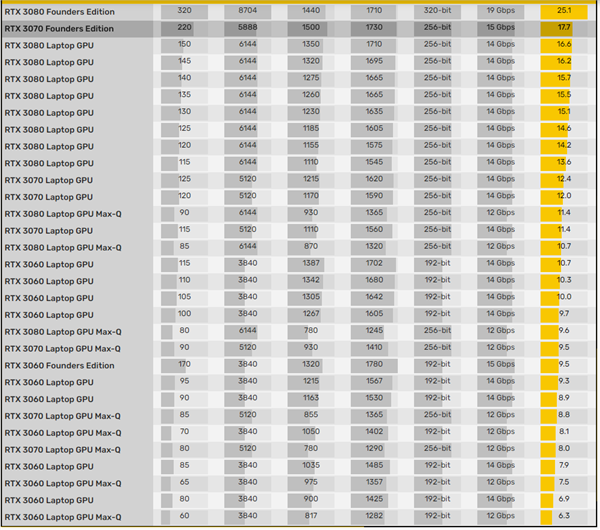 RTX 3080 Founders Edition 320 8704 1440 1710 320-bit 19 Gbps 25.1
RTX 3070 Founders Edition 220 5888 1500 1730 256-bit 15 Gbps 17.7
RTX 3080 Laptop GPU 150 6144 1350 1710 256-bit 14 Gbps 16.6
RTX 3080 Laptop GPU 145 6144 1320 1695 256-bit 14 Gbps 16.2
RTX 3080 Laptop GPU 140 6144 1275 1665 256-bit 14 Gbps 15.7
RTX 3080 Laptop GPU 135 6144 1260 1665 256-bit 14 Gbps 15.5
RTX 3080 Laptop GPU 130 6144 1230 1635 256-bit 14 Gbps 15.1
RTX 3080 Laptop GPU 125 6144 1185 1605 256-bit 14 Gbps 14.6
RTX 3080 Laptop GPU 120 6144 1155 1575 256-bit 14 Gbps 14.2
RTX 3080 Laptop GPU 115 6144 1110 1545 256-bit 14 Gbps 13.6
RTX 3070 Laptop GPU 125 5120 1215 1620 256-bit 14 Gbps 12.4
RTX 3070 Laptop GPU 120 5120 1170 1590 256-bit 14 Gbps 12.0
RTX 3080 Laptop GPU Max-Q 90 6144 930 1365 256-bit 12 Gbps 11.4
RTX 3070 Laptop GPU 115 5120 1110 1560 256-bit 14 Gbps 11.4
RTX 3080 Laptop GPU Max-Q 85 6144 870 1320 256-bit 12 Gbps 10.7
RTX 3060 Laptop GPU 115 3840 1387 1702 192-bit 14 Gbps 10.7
RTX 3060 Laptop GPU 110 3840 1342 1680 192-bit 14 Gbps 10.3
RTX 3060 Laptop GPU 105 3840 1305 1642 192-bit 14 Gbps 10.0
RTX 3060 Laptop GPU 100 3840 1267 1605 192-bit 14 Gbps 9.7
RTX 3080 Laptop GPU Max-Q 80 6144 780 1245 256-bit 12 Gbps 9.6
RTX 3070 Laptop GPU Max-Q 90 5120 930 1410 256-bit 12 Gbps 9.5
RTX 3060 Founders Edition 170 3840 1320 1780 192-bit 15 Gbps 9.5
RTX 3060 Laptop GPU 95 3840 1215 1567 192-bit 14 Gbps 9.3
RTX 3060 Laptop GPU 90 3840 1163 1530 192-bit 14 Gbps 8.9
RTX 3070 Laptop GPU Max-Q 85 5120 855 1365 256-bit 12 Gbps 8.8
RTX 3060 Laptop GPU Max-Q 70 3840 1050 1402 192-bit 12 Gbps 8.1
RTX 3070 Laptop GPU Max-Q 80 5120 780 1290 256-bit 12 Gbps 8.0
RTX 3060 Laptop GPU 85 3840 1035 1485 192-bit 14 Gbps 7.9
RTX 3060 Laptop GPU Max-Q 65 3840 975 1357 192-bit 12 Gbps 7.5
RTX 3060 Laptop GPU 80 3840 900 1425 192-bit 14 Gbps 6.9
RTX 3060 Laptop GPU Max-Q 60 3840 817 1282 192-bit 12 Gbps 6.3